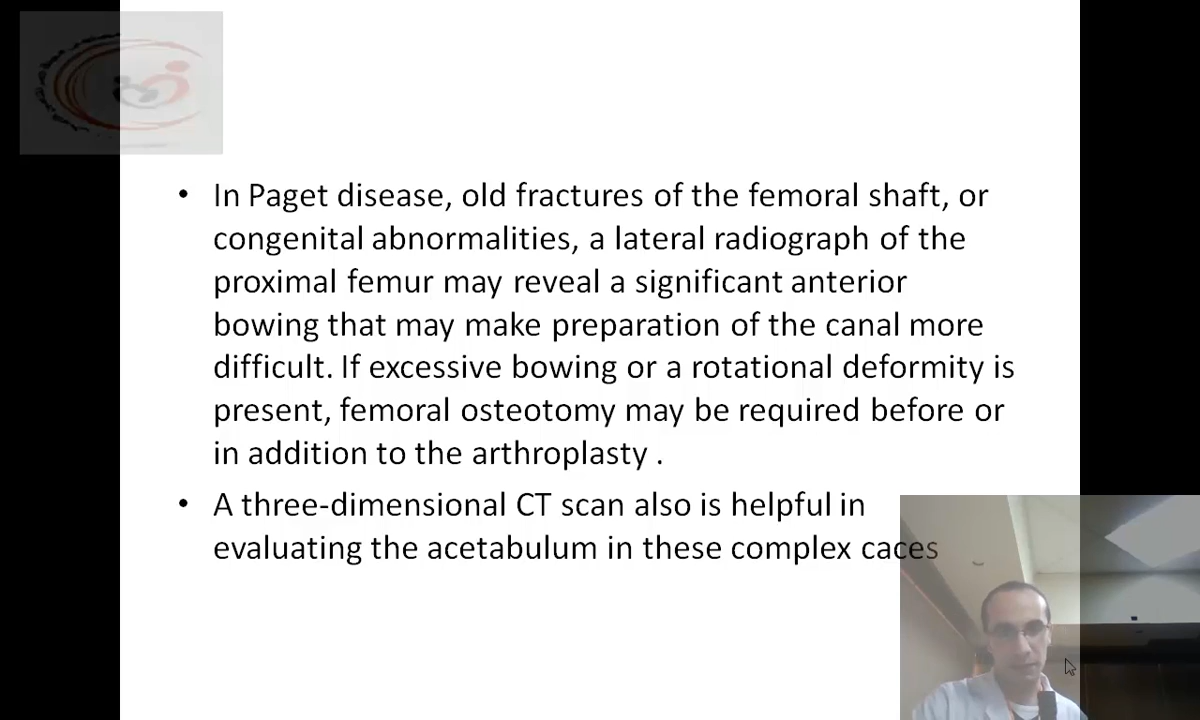 • In Paget disease, old fractures of the femoral shaft, or
congenital abnormalities, a lateral radiograph of the
proximal femur may reveal a significant anterior
bowing that may make preparation of the canal more
difficult. If excessive bowing or a rotational deformity is
present, femoral osteotomy may be required before or
in addition to the arthroplasty .
• A three-dimensional CT scan also is helpful in
evaluating the acetabulum in these complex caces